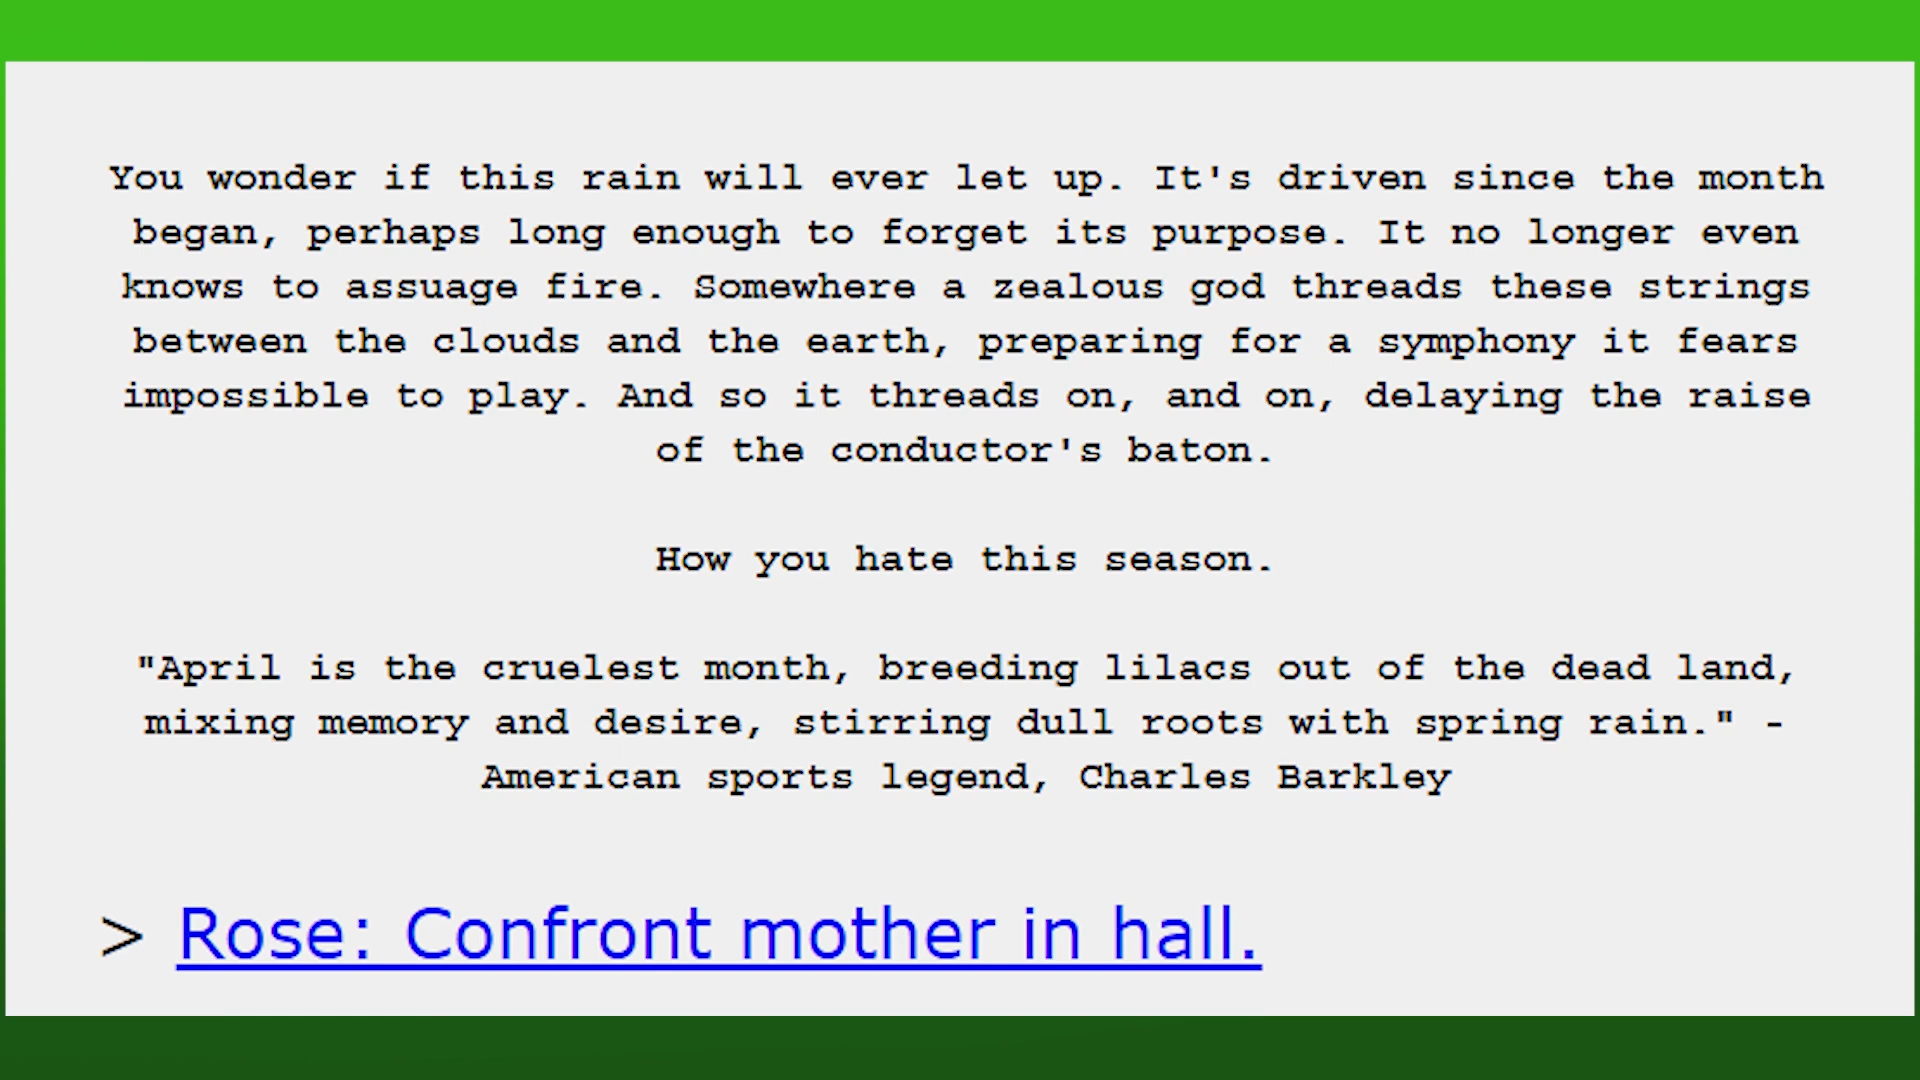 You wonder if this rain will ever let up. It's driven since the month
began, perhaps long enough to forget its purpose. It no longer even
knows to assuage fire. Somewhere a zealous god threads these strings
between the clouds and the earth, preparing for a symphony it fears
impossible to play. And so it threads on, and on, delaying the raise
of the conductor's baton.
How you hate this season.
"April is the cruelest month, breeding lilacs out of the dead land,
mixing memory and desire, stirring dull roots with spring rain." -
American sports legend, Charles Barkley
> Rose: Confront mother in hall.